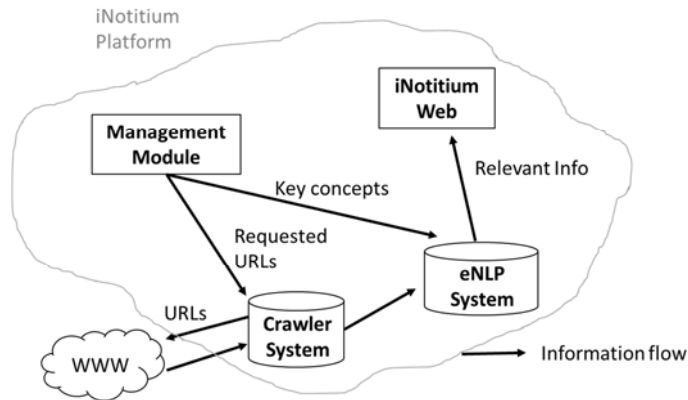 iNotitium
Platform
iNotitium
Web
Management
Module
Relevant Info
Key concepts
Requested
URLs
eNLP
System
URLs
Crawler
System
WWW
Information flow